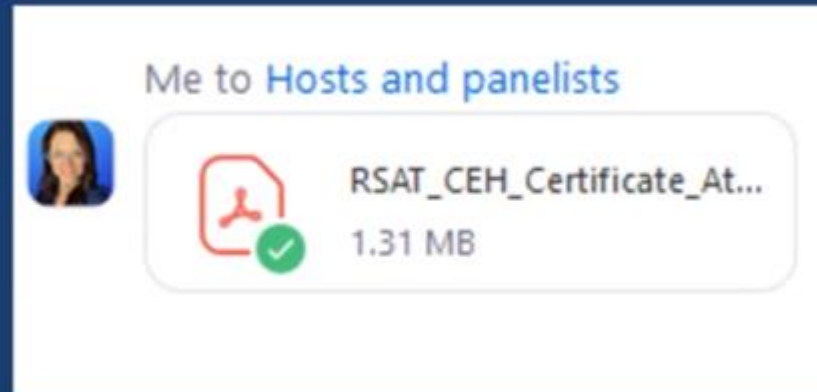 Me to Hosts and panelists
RSAT_CEH_Certificate_At...
1.31 MB